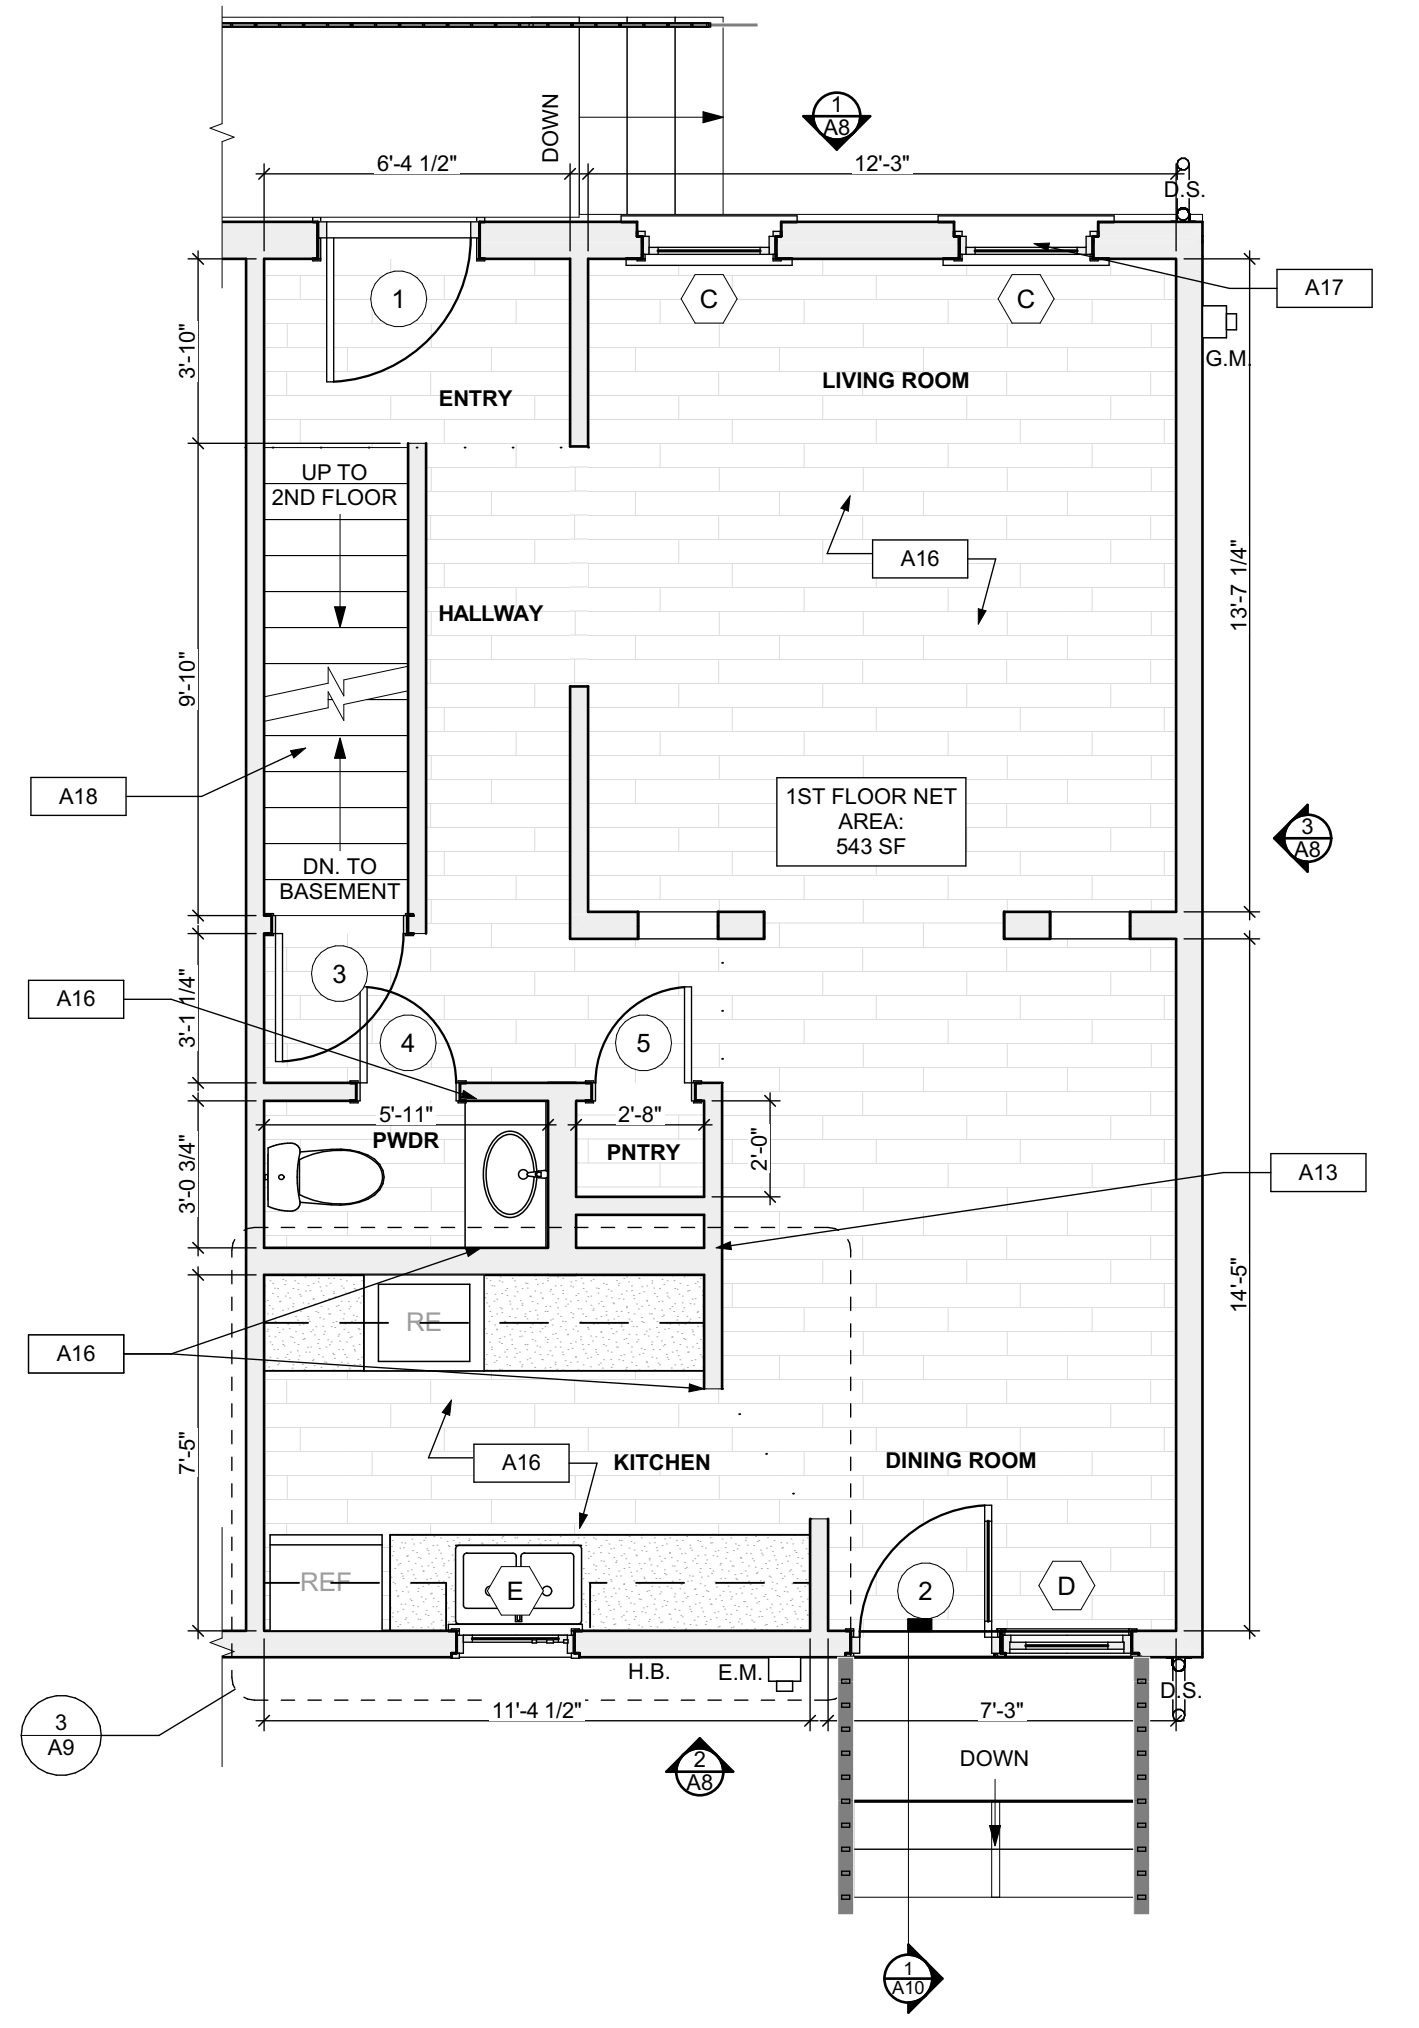 DOWN
1
A8
6'-4 1/2"
12'-3"
D.S.
1
C
C
A17
G.M.
3'-10"
ENTRY
LIVING ROOM
UP TO
2ND FLOOR
A16
13'-7 1/4"
HALLWAY
9'-10"
A18
1ST FLOOR NET
AREA:
543 SF
3
A8
DN. TO
BASEMENT
3
A16
3'-1 1/4"
4
5
5'-11"
2'-8"
PWDR
PNTRY
2'-0"
A13
3'-0 3/4"
14'-5"
RE
A16
7'-5"
A16
KITCHEN
DINING ROOM
REF
E
2
D
H.B.
E.M.
D.S.
3
A9
11'-4 1/2"
7'-3"
2
A8
DOWN
1
A10